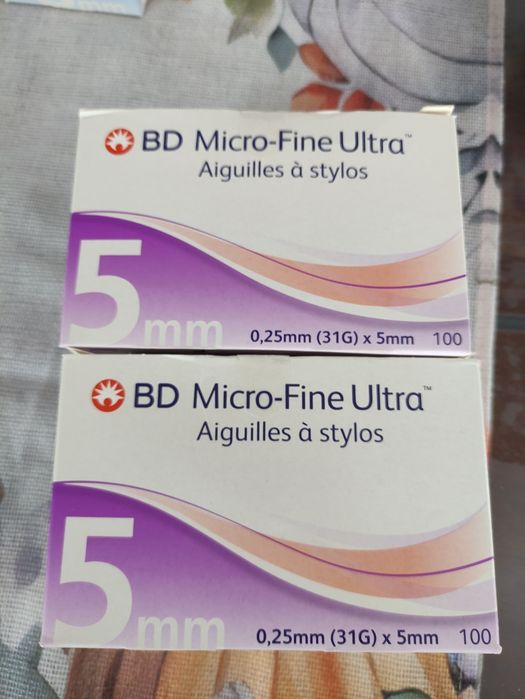 BD Micro-Fine Ultra™
Aiguilles à stylos
5mm
0,25mm (31G) x 5mm 100
BD Micro-Fine Ultra™
Aiguilles à stylos
5mm
0,25mm (31G) x 5mm 100